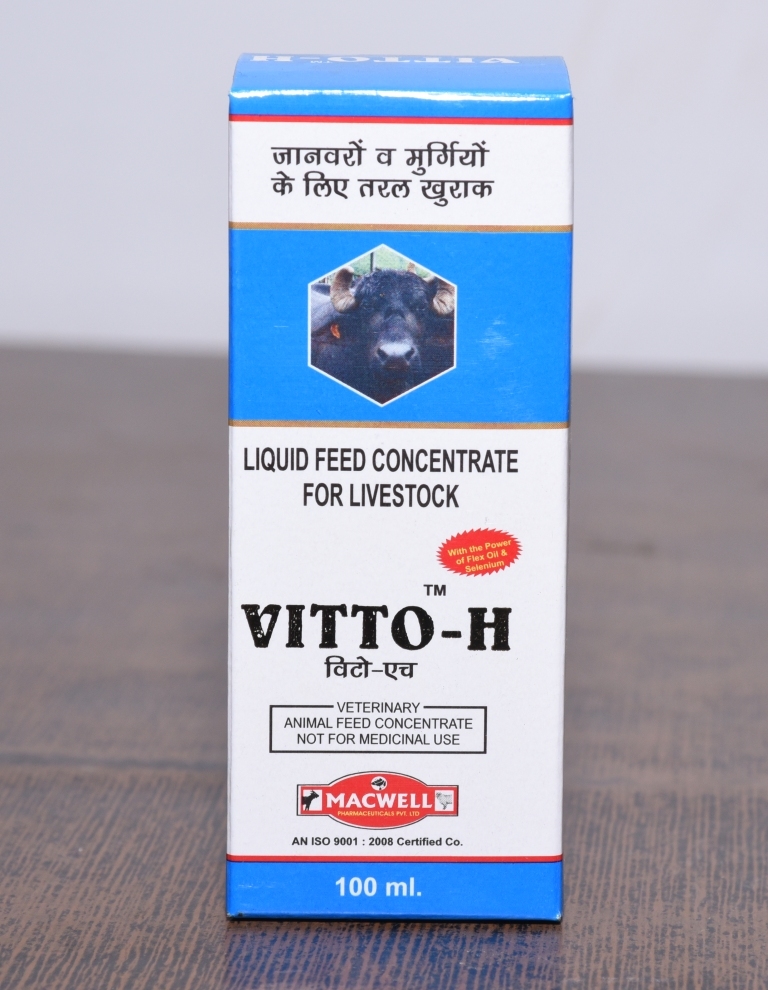 VITTO-H
जानवरों व मुर्गियों
के लिए तरल खुराक
LIQUID FEED CONCENTRATE
FOR LIVESTOCK
With the Power
of Flex Oil &
Selenium
TM
VITTO-H
विटो-एच
VETERINARY
ANIMAL FEED CONCENTRATE
NOT FOR MEDICINAL USE
MACWELL
PHARMACEUTICALS PVT. LTD
AN ISO 9001 : 2008 Certified Co.
100 ml.